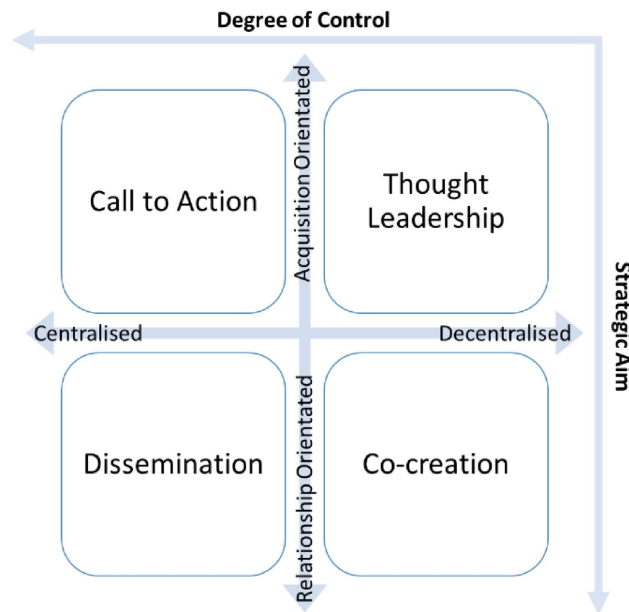 Degree of Control
Acquisition Orientated
Call to Action
Thought
Leadership
Strategic Aim
Centralised
Decentralised
Relationship Orientated
Dissemination
Co-creation